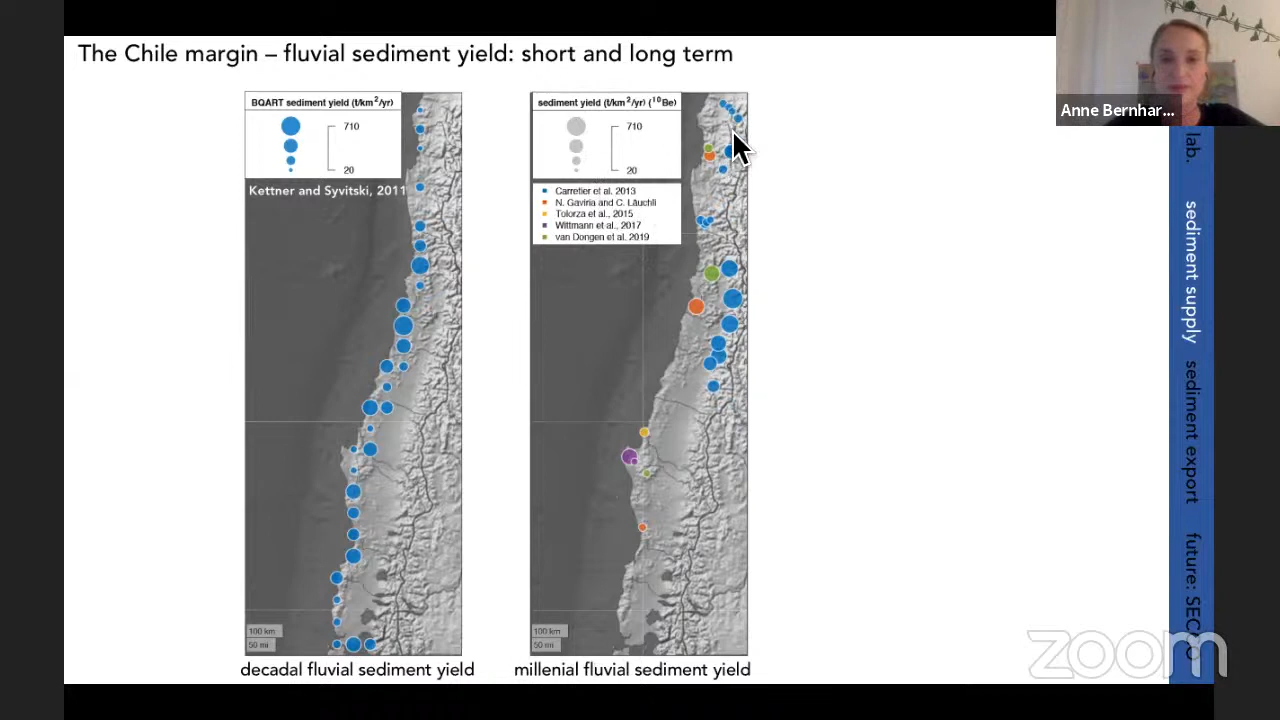 The Chile margin – fluvial sediment yield: short and long term
Anne Bernhar...
BQART sediment yield (t/km²/yr)
710
20
Kettner and Syvitski, 2011
100 km
50 mi
decadal fluvial sediment yield
sediment yield (t/km²/yr) (¹⁰Be)
710
20
Carretier et al. 2013
N. Gaviria and C. Läuchli
Tolorza et al., 2015
Wittmann et al., 2017
van Dongen et al. 2019
100 km
50 mi
millenial fluvial sediment yield
lab.
sediment supply
sediment export
future:
zoom